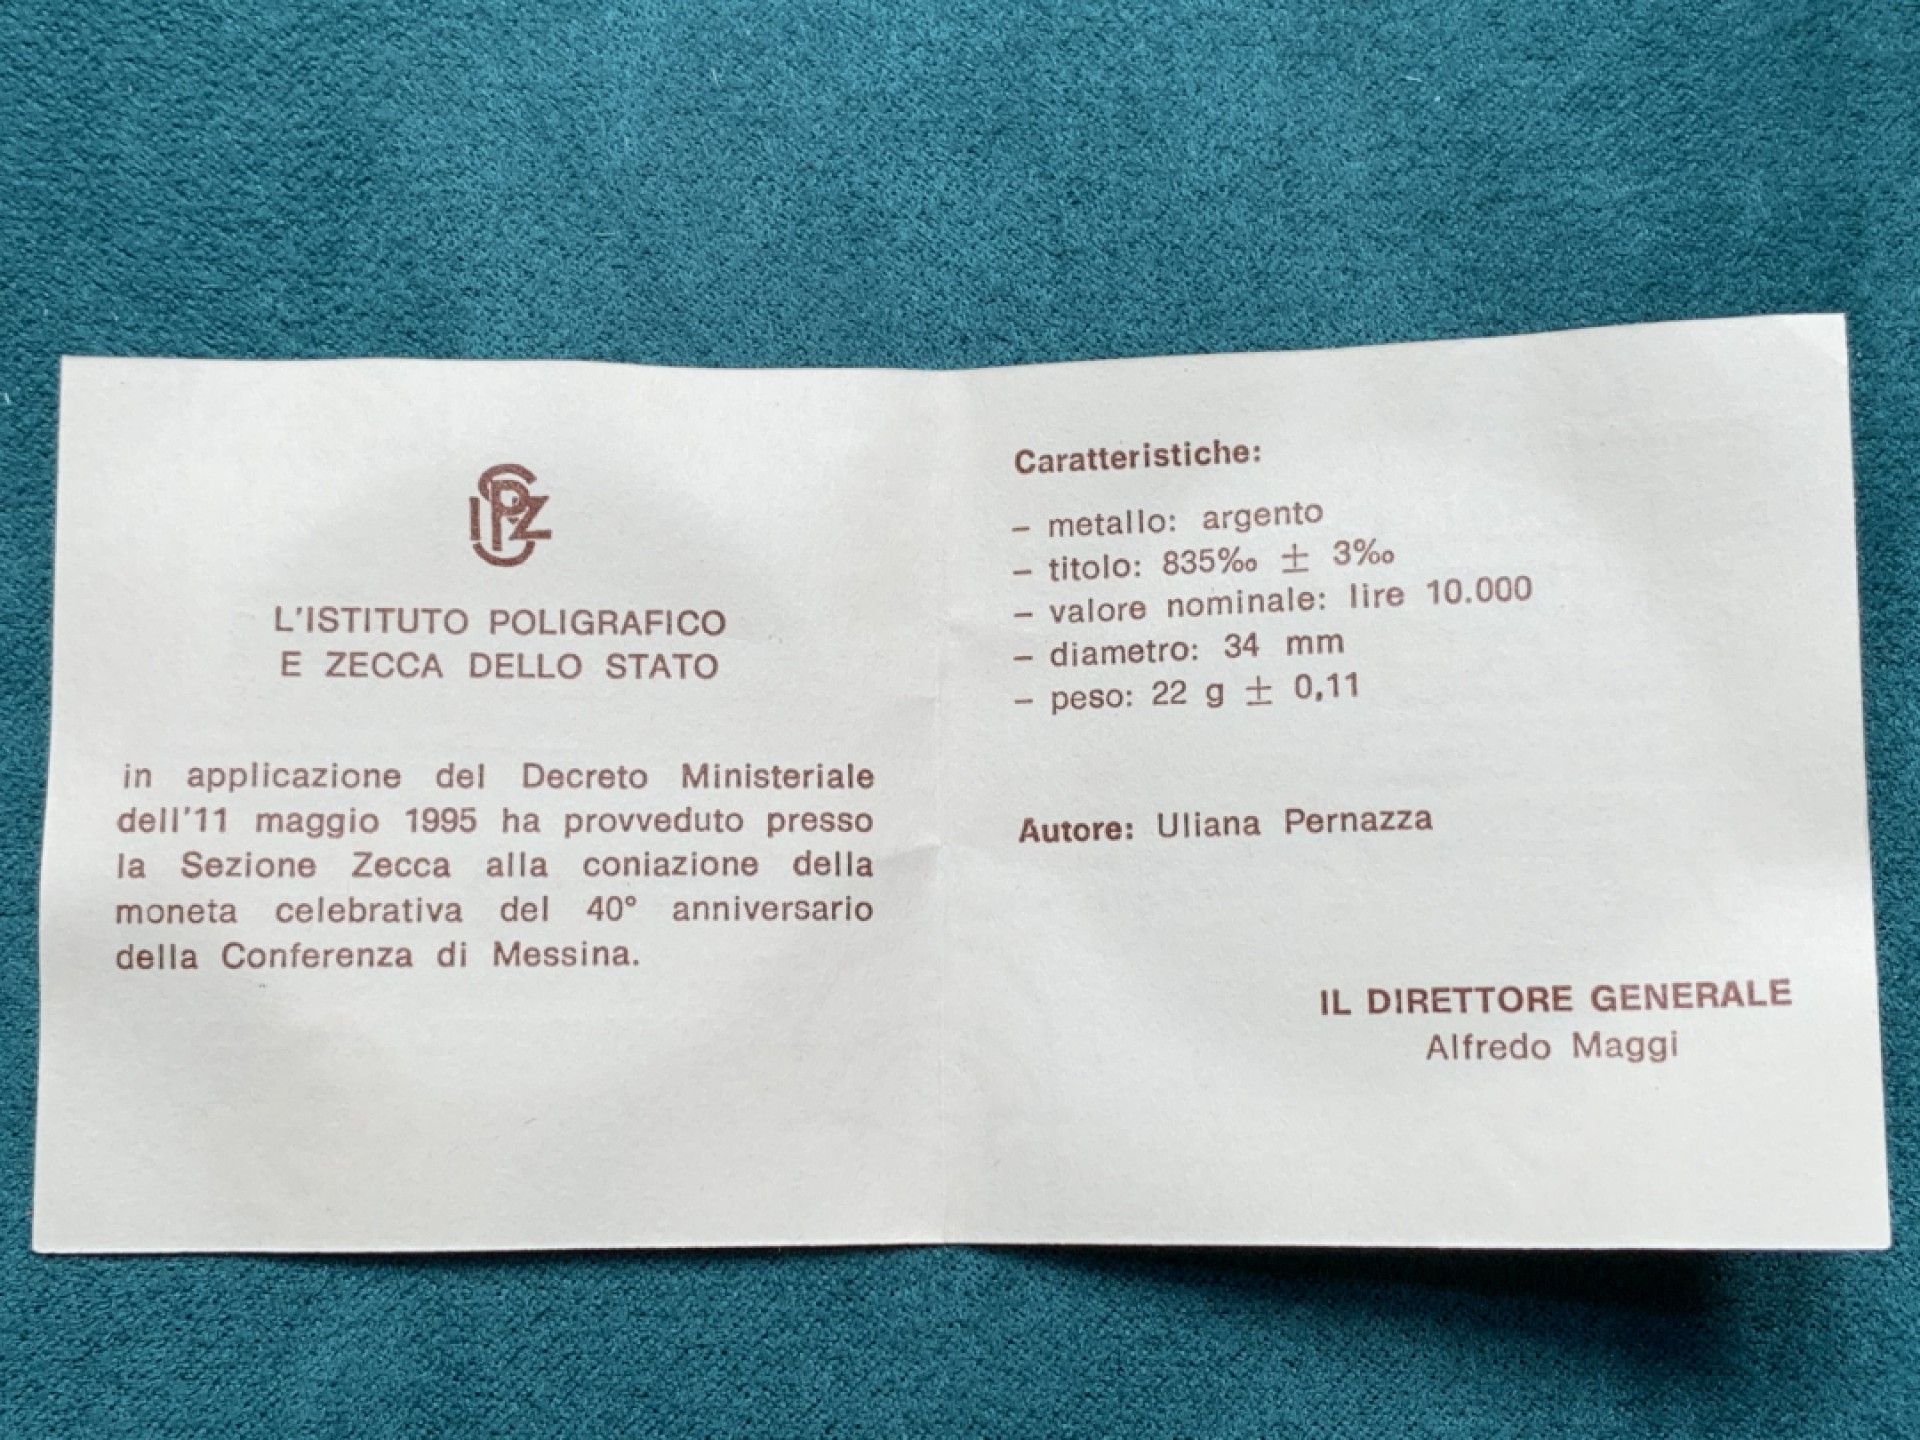 IPZS
L'ISTITUTO POLIGRAFICO
E ZECCA DELLO STATO
in applicazione del Decreto Ministeriale
dell'11 maggio 1995 ha provveduto presso
la Sezione Zecca alla coniazione della
moneta celebrativa del 40° anniversario
della Conferenza di Messina.
Caratteristiche:
– metallo: argento
– titolo: 835‰ ± 3‰
– valore nominale: lire 10.000
– diametro: 34 mm
– peso: 22 g ± 0,11
Autore: Uliana Pernazza
IL DIRETTORE GENERALE
Alfredo Maggi